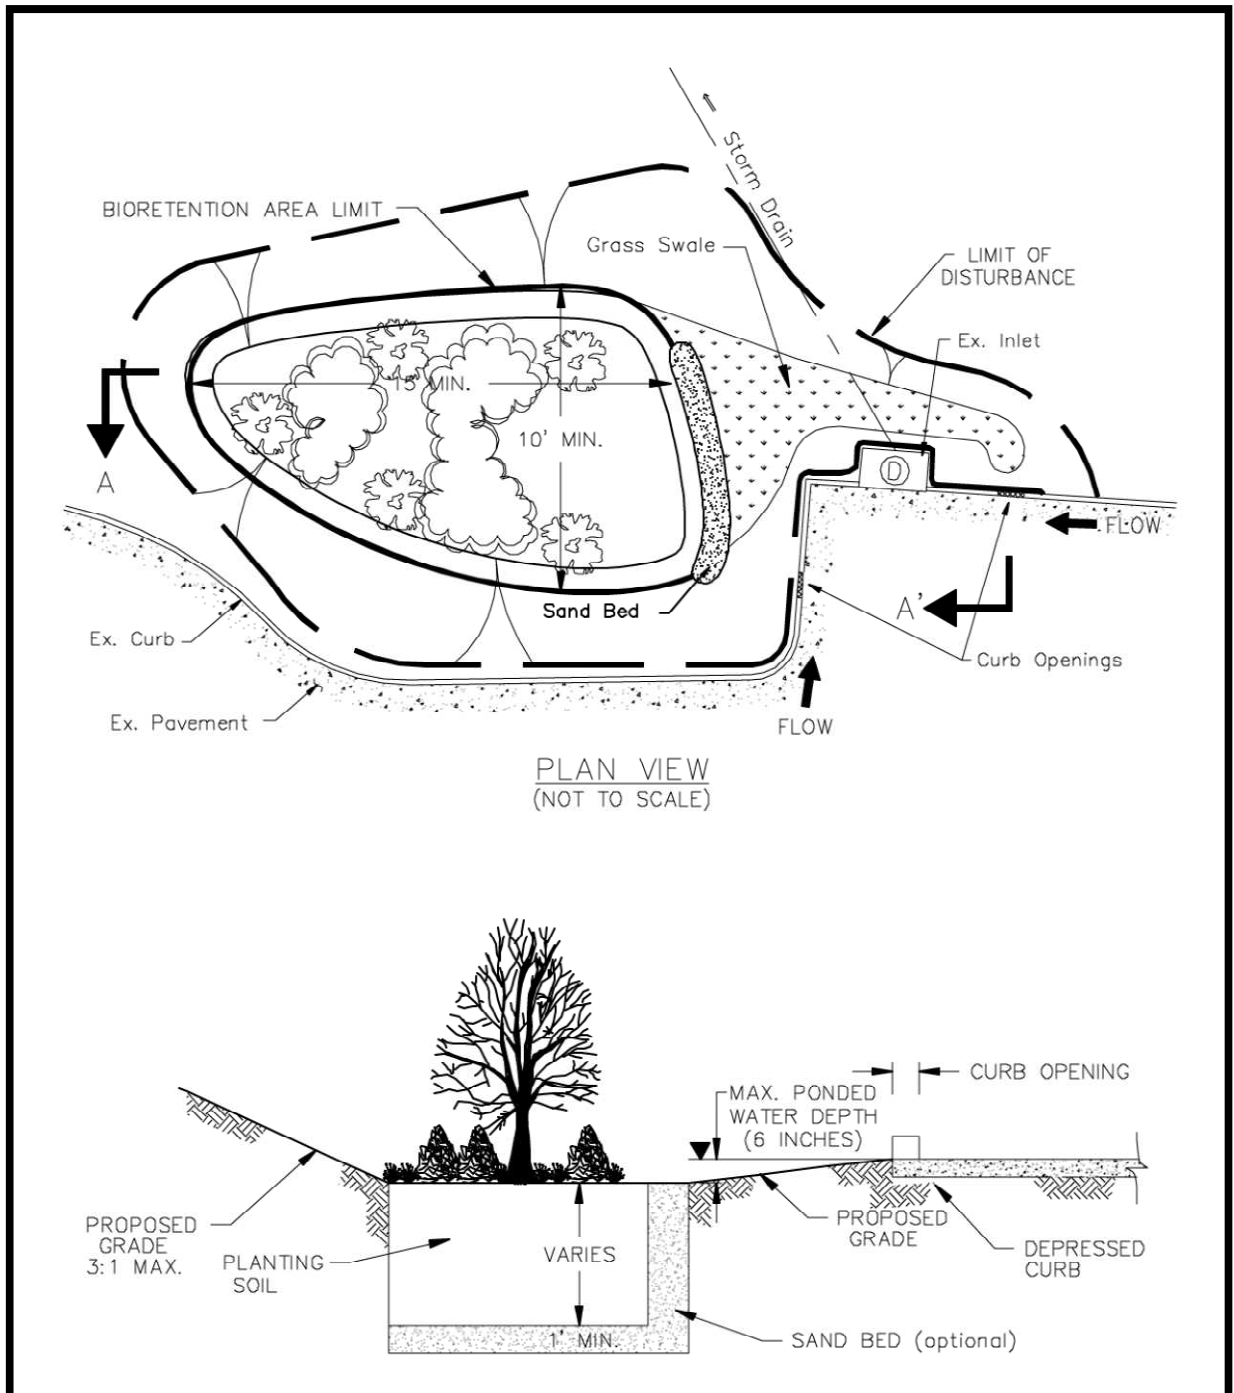 Storm Drain
BIORETENTION AREA LIMIT
Grass Swale
LIMIT OF
DISTURBANCE
Ex. Inlet
15' MIN.
10' MIN.
D
A
FLOW
Sand Bed
A'
Ex. Curb
Curb Openings
Ex. Pavement
FLOW
PLAN VIEW
(NOT TO SCALE)
CURB OPENING
MAX. PONDED
WATER DEPTH
(6 INCHES)
PROPOSED
GRADE
3:1 MAX.
PLANTING
SOIL
VARIES
PROPOSED
GRADE
DEPRESSED
CURB
1' MIN.
SAND BED (optional)